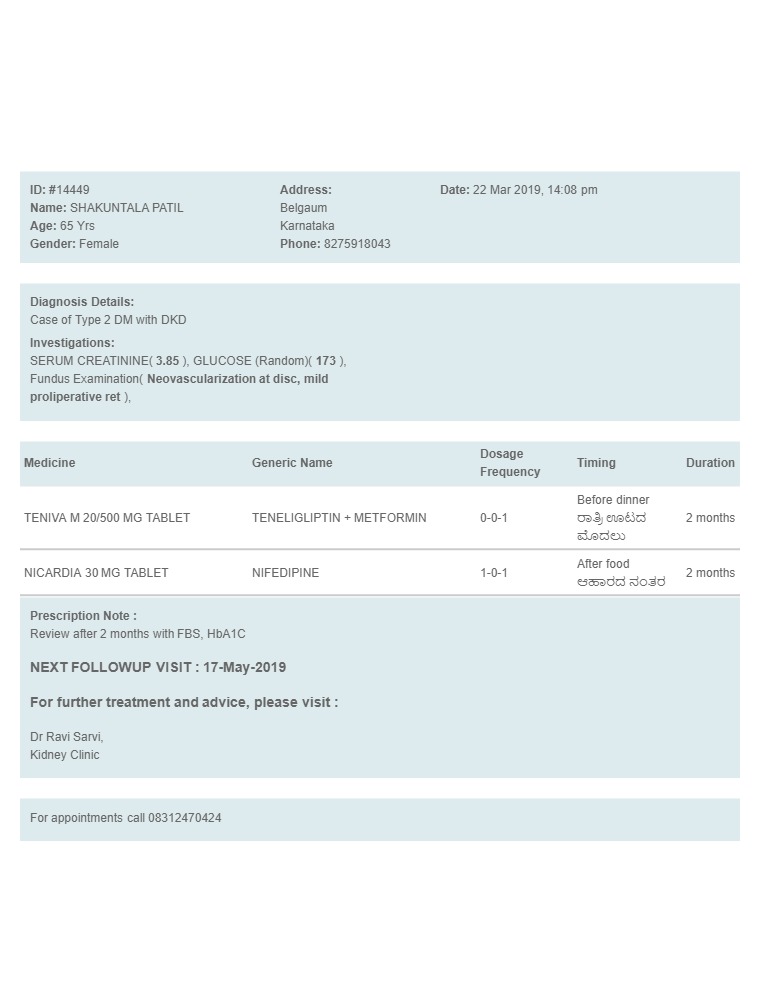 ID: #14449
Name: SHAKUNTALA PATIL
Age: 65 Yrs
Gender: Female
Address:
Belgaum
Karnataka
Phone: 8275918043
Date: 22 Mar 2019, 14:08 pm
Diagnosis Details:
Case of Type 2 DM with DKD
Investigations:
SERUM CREATININE( 3.85 ), GLUCOSE (Random)( 173 ),
Fundus Examination( Neovascularization at disc, mild
proliperative ret ),
Medicine Generic Name Dosage Frequency Timing Duration
TENIVA M 20/500 MG TABLET TENELIGLIPTIN + METFORMIN 0-0-1 Before dinner 2 months
ರಾತ್ರಿ ಊಟದ
ಮೊದಲು
NICARDIA 30 MG TABLET NIFEDIPINE 1-0-1 After food 2 months
ಆಹಾರದ ನಂತರ
Prescription Note :
Review after 2 months with FBS, HbA1C
NEXT FOLLOWUP VISIT : 17-May-2019
For further treatment and advice, please visit :
Dr Ravi Sarvi,
Kidney Clinic
For appointments call 08312470424